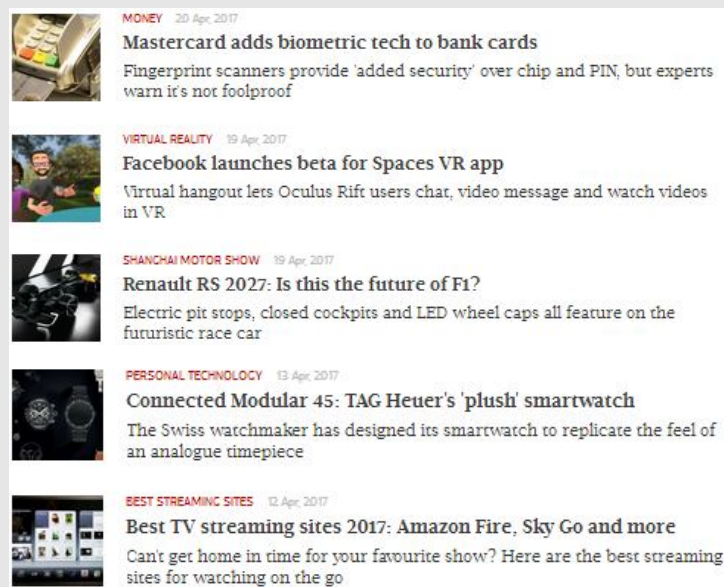 MONEY 20 Apr, 2017
Mastercard adds biometric tech to bank cards
Fingerprint scanners provide 'added security' over chip and PIN, but experts
warn it's not foolproof
VIRTUAL REALITY 19 Apr, 2017
Facebook launches beta for Spaces VR app
Virtual hangout lets Oculus Rift users chat, video message and watch videos
in VR
SHANGHAI MOTOR SHOW 19 Apr, 2017
Renault RS 2027: Is this the future of F1?
Electric pit stops, closed cockpits and LED wheel caps all feature on the
futuristic race car
PERSONAL TECHNOLOGY 13 Apr, 2017
Connected Modular 45: TAG Heuer's 'plush' smartwatch
The Swiss watchmaker has designed its smartwatch to replicate the feel of
an analogue timepiece
BEST STREAMING SITES 12 Apr, 2017
Best TV streaming sites 2017: Amazon Fire, Sky Go and more
Can't get home in time for your favourite show? Here are the best streaming
sites for watching on the go